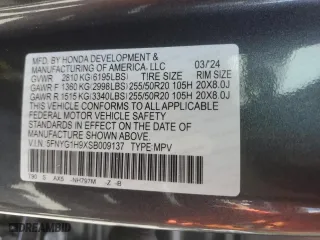 MFD. BY HONDA DEVELOPMENT &
MANUFACTURING OF AMERICA, LLC 03/24
GVWR 2810 KG(6195LBS) TIRE SIZE RIM SIZE
GAWR F 1360 KG(2998LBS) 255/50R20 105H 20X8.0J
GAWR R 1515 KG(3340LBS) 255/50R20 105H 20X8.0J
THIS VEHICLE CONFORMS TO ALL APPLICABLE
FEDERAL MOTOR VEHICLE SAFETY
STANDARDS IN EFFECT ON THE DATE OF
MANUFACTURE SHOWN ABOVE.
V.I.N: 5FNYG1H9XSB009137 TYPE:MPV
T90 S AX5 -NH797M -Z -B